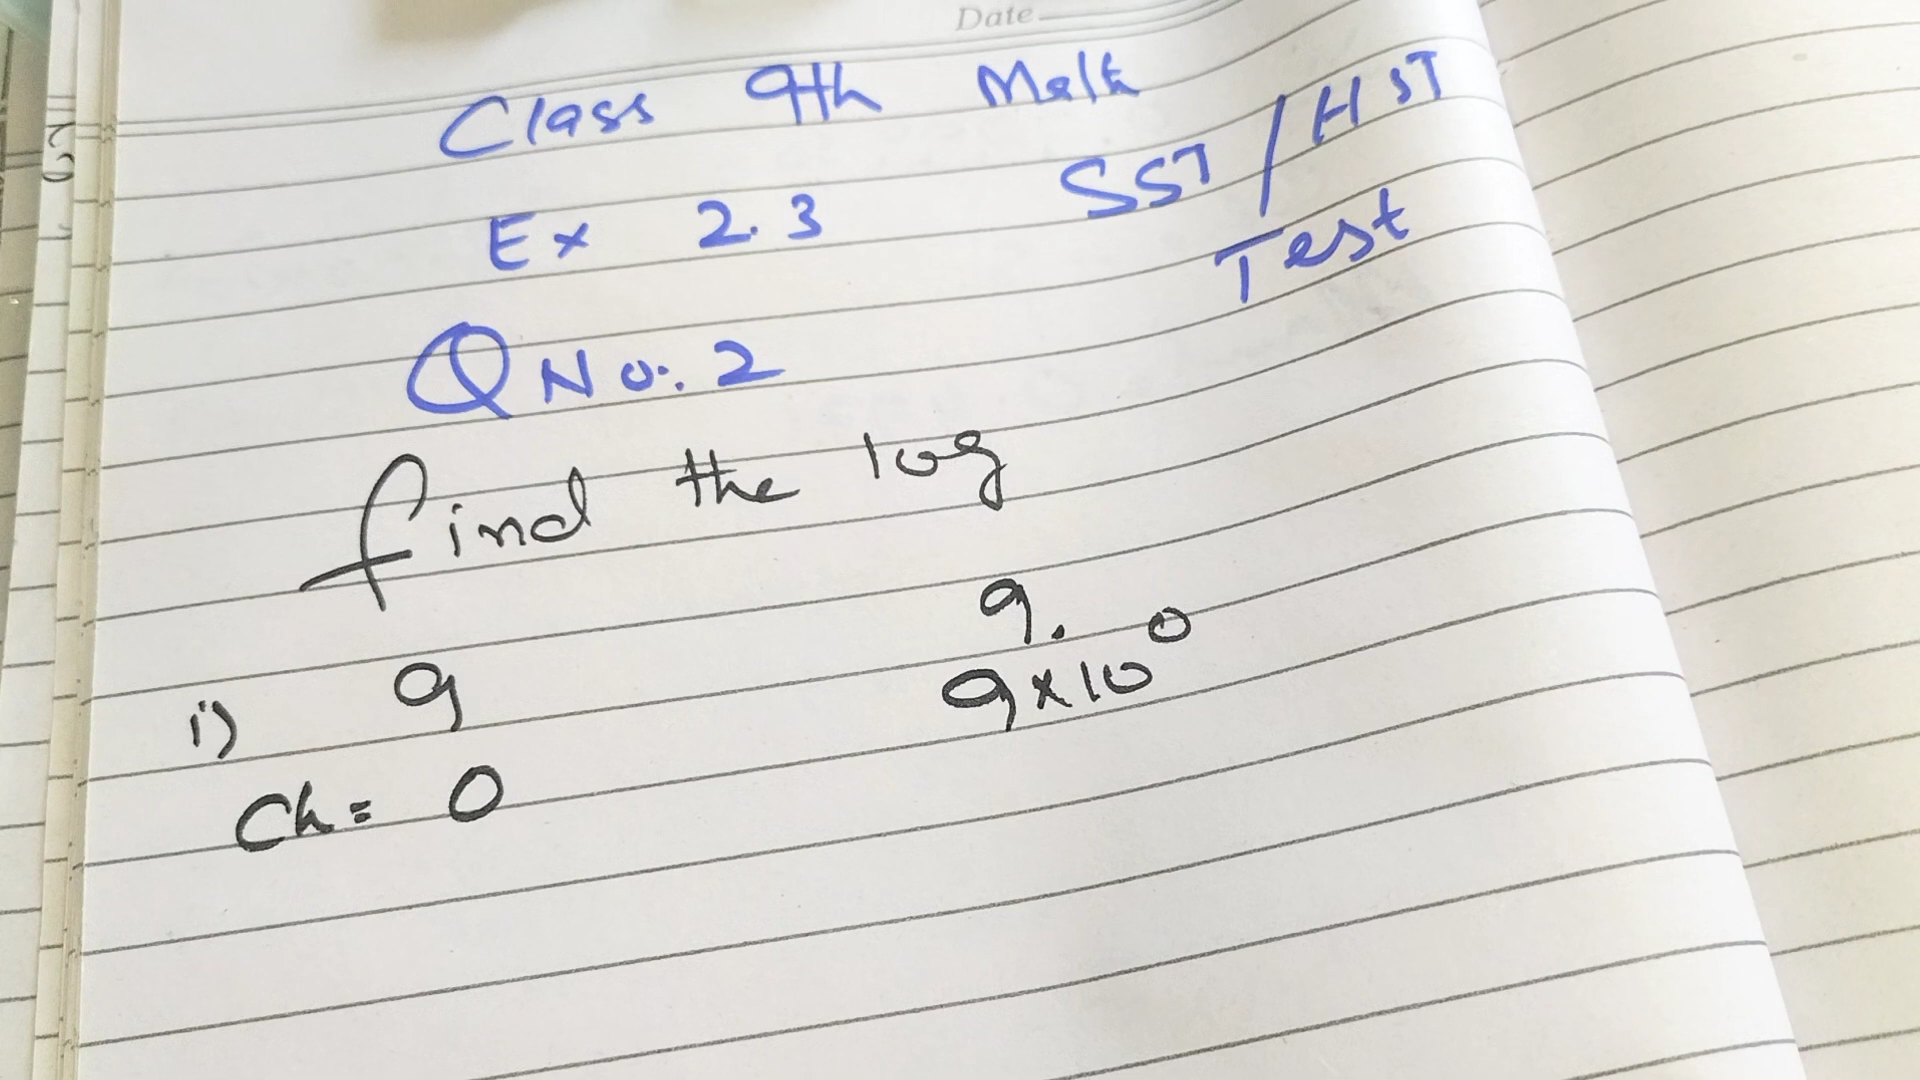 Date
Class 9th Math
SST / HST
Ex 2.3
Test
Q No. 2
find the log
i) 9
9.
9x10⁰
Ch = 0